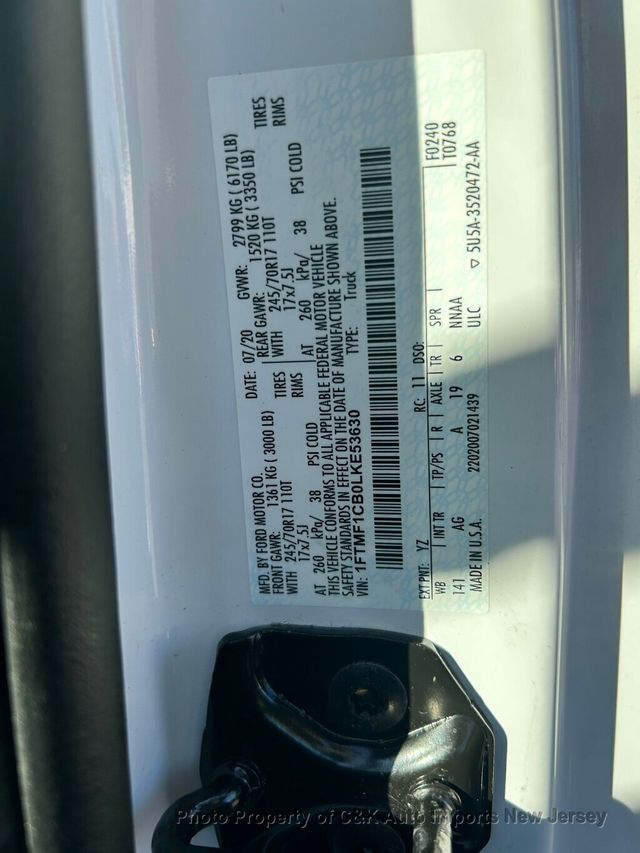 MFD. BY FORD MOTOR CO. DATE: 07/20 GVWR: 2799 KG ( 6170 LB)
FRONT GAWR: 1361 KG ( 3000 LB) REAR GAWR: 1520 KG ( 3350 LB)
WITH 245/70R17 110T TIRES WITH 245/70R17 110T TIRES
17x7.5J RIMS 17x7.5J RIMS
AT 260 kPa/ 38 PSI COLD AT 260 kPa/ 38 PSI COLD
THIS VEHICLE CONFORMS TO ALL APPLICABLE FEDERAL MOTOR VEHICLE
SAFETY STANDARDS IN EFFECT ON THE DATE OF MANUFACTURE SHOWN ABOVE.
VIN: 1FTMF1CB0LKE53630 TYPE: Truck
EXT PNT: YZ RC: 11 DSO: F0240
T0768
WB INT TR TP/PS R AXLE TR SPR
141 AG A 19 6 NNAA
MADE IN U.S.A. 2202007021439 ULC ▽ 5U5A-3520472-AA
Photo Property of C&K Auto Imports New Jersey